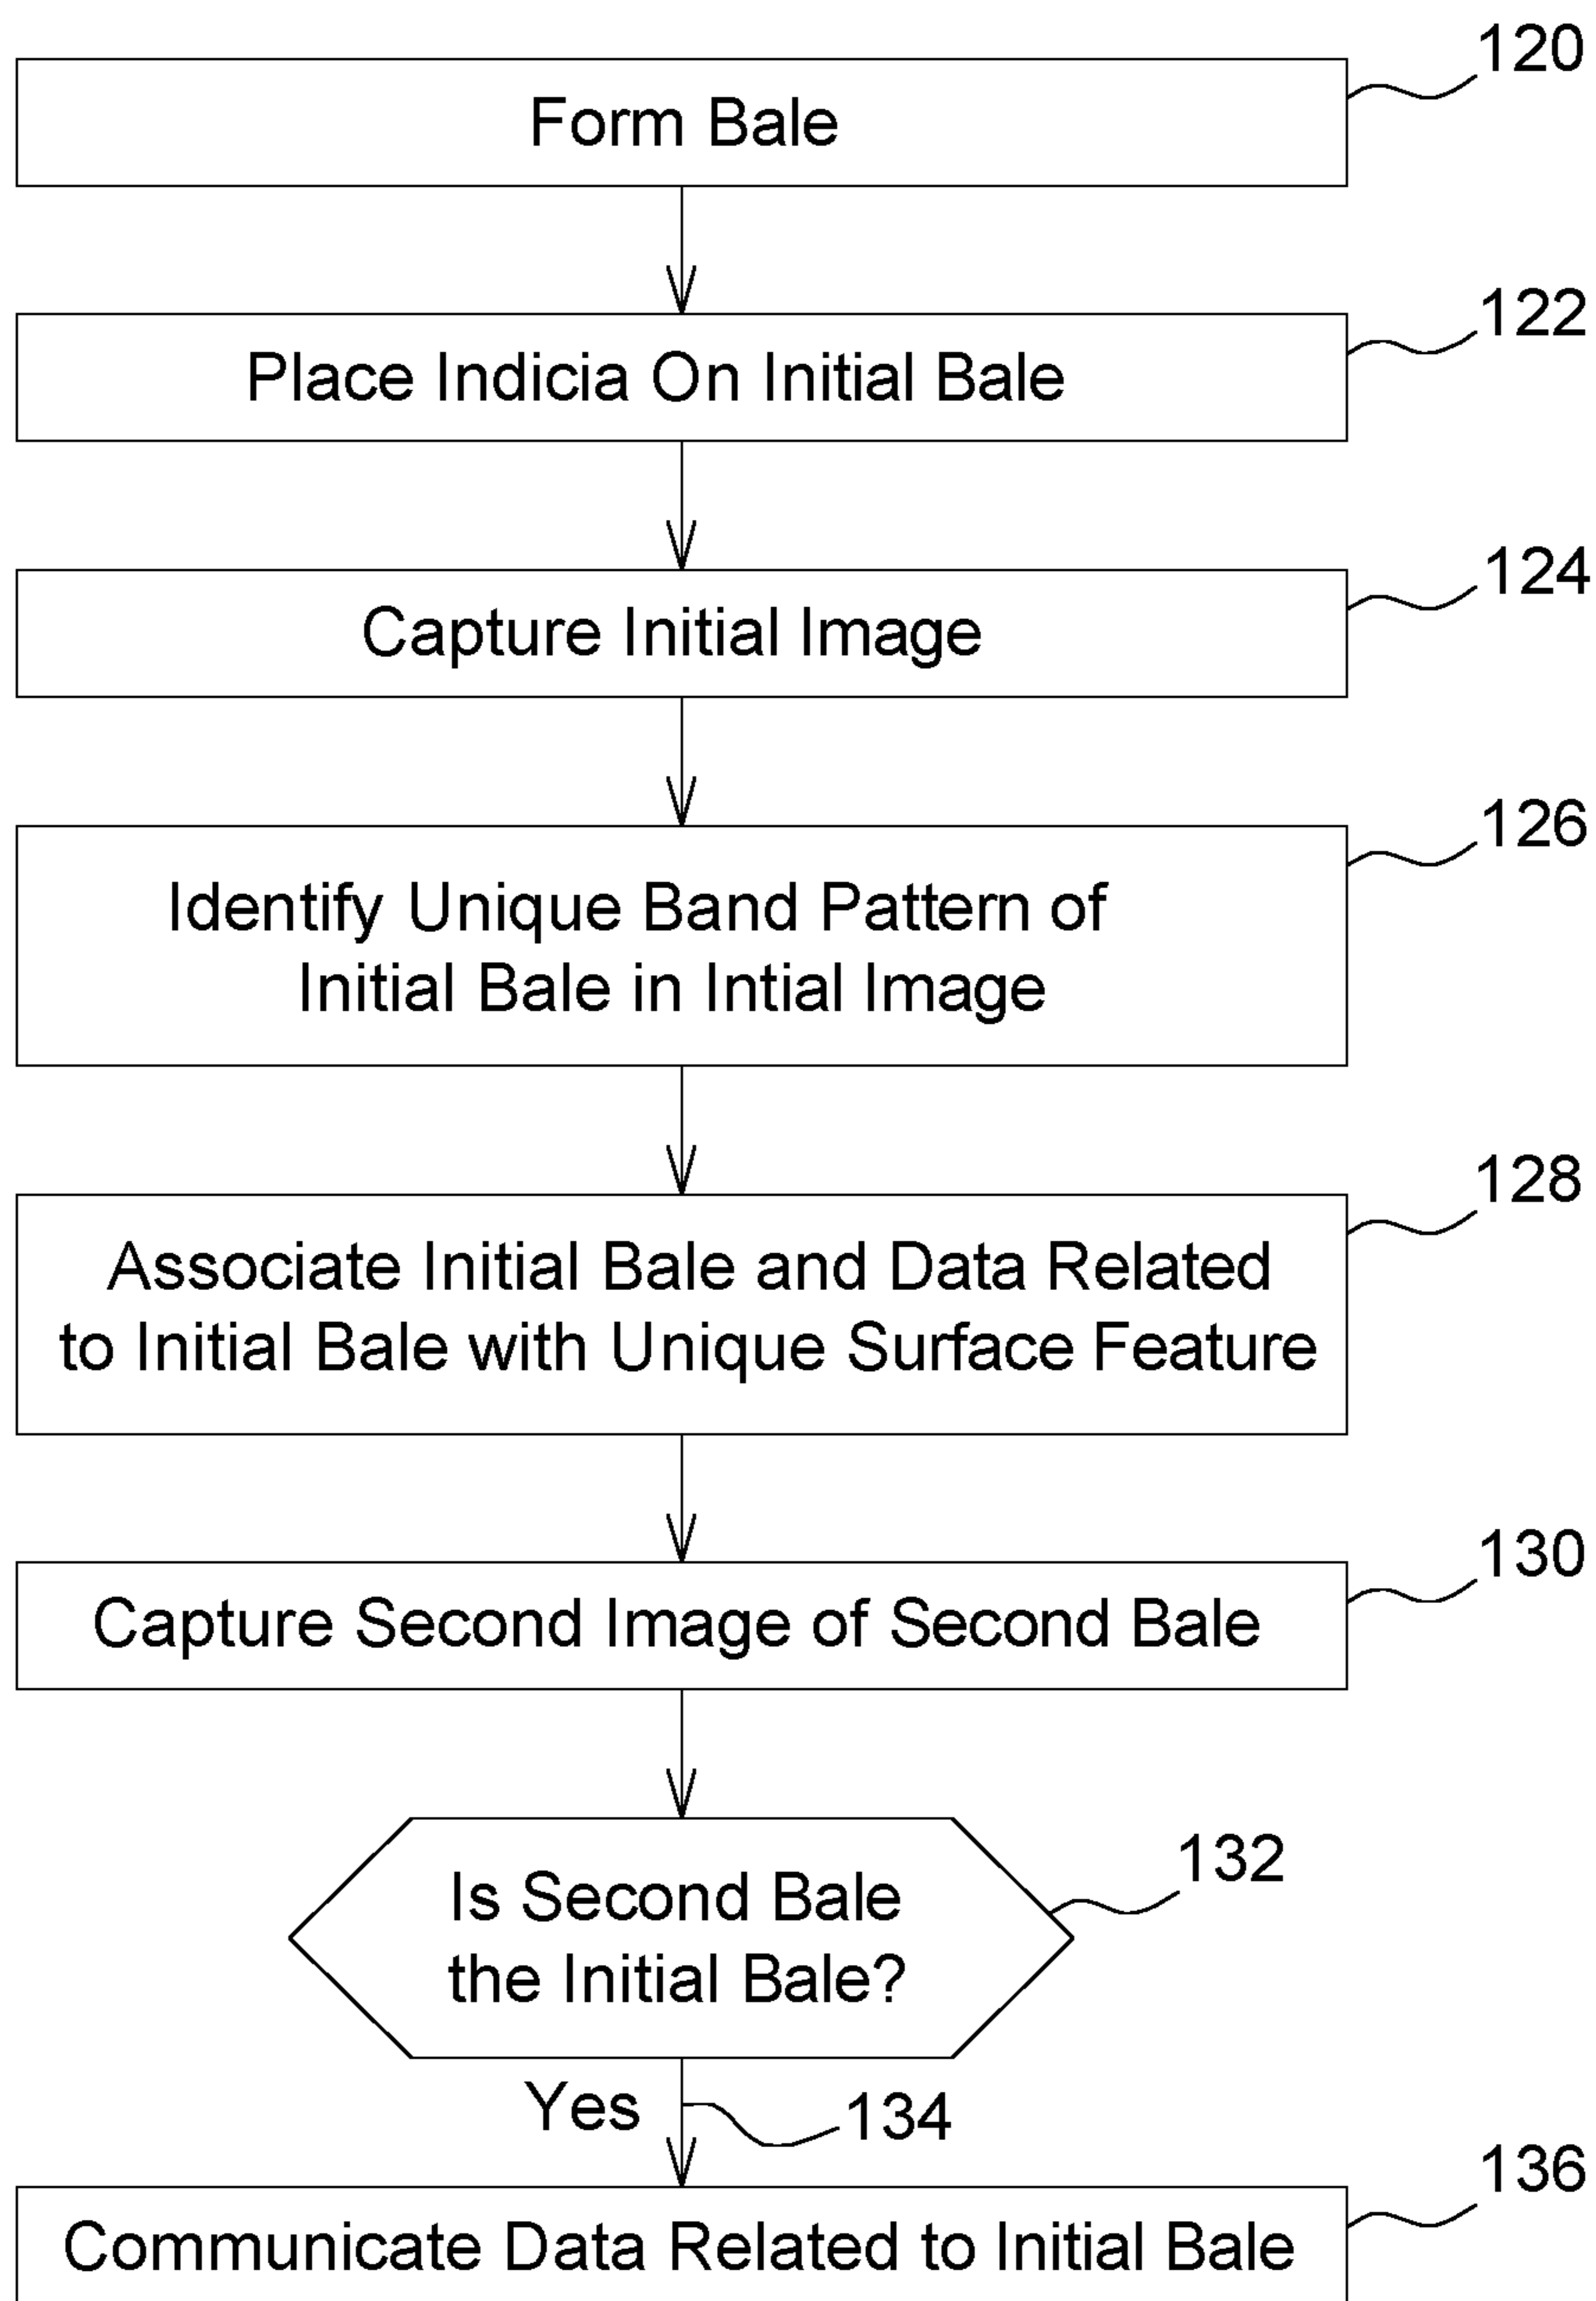 120
Form Bale
122
Place Indicia On Initial Bale
124
Capture Initial Image
126
Identify Unique Band Pattern of
Initial Bale in Intial Image
128
Associate Initial Bale and Data Related
to Initial Bale with Unique Surface Feature
130
Capture Second Image of Second Bale
132
Is Second Bale
the Initial Bale?
Yes
134
136
Communicate Data Related to Initial Bale